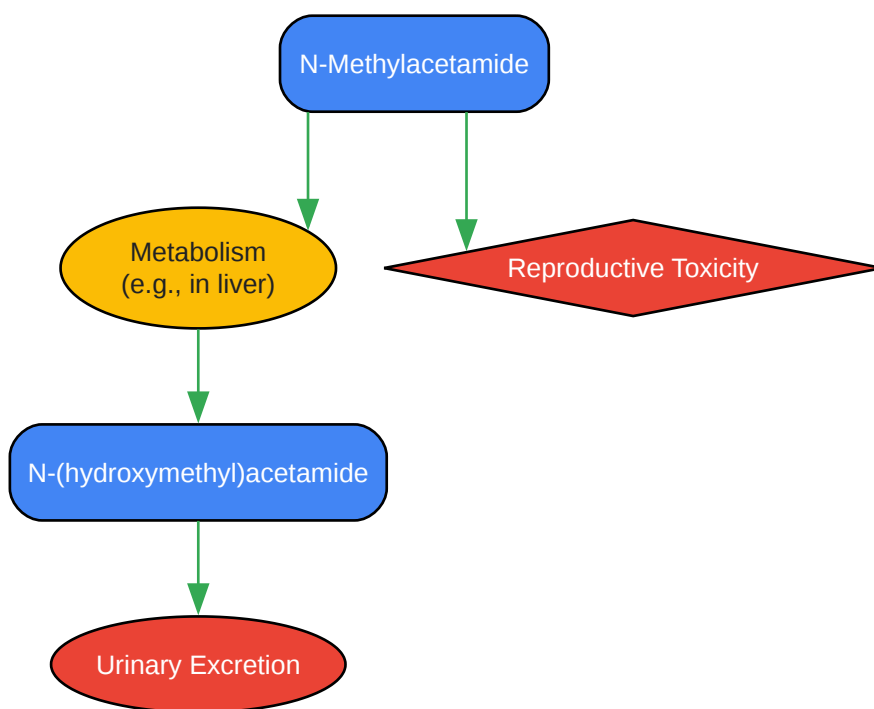 N-Methylacetamide
Metabolism
(e.g., in liver)
Reproductive Toxicity
N-(hydroxymethyl)acetamide
Urinary Excretion